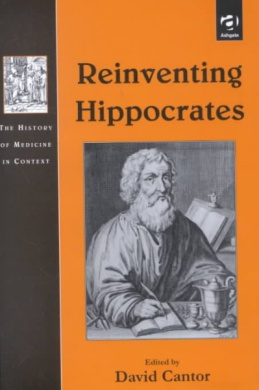 Ashgate
Reinventing
Hippocrates
THE HISTORY
OF MEDICINE
IN CONTEXT
Edited by
DAVID CANTOR